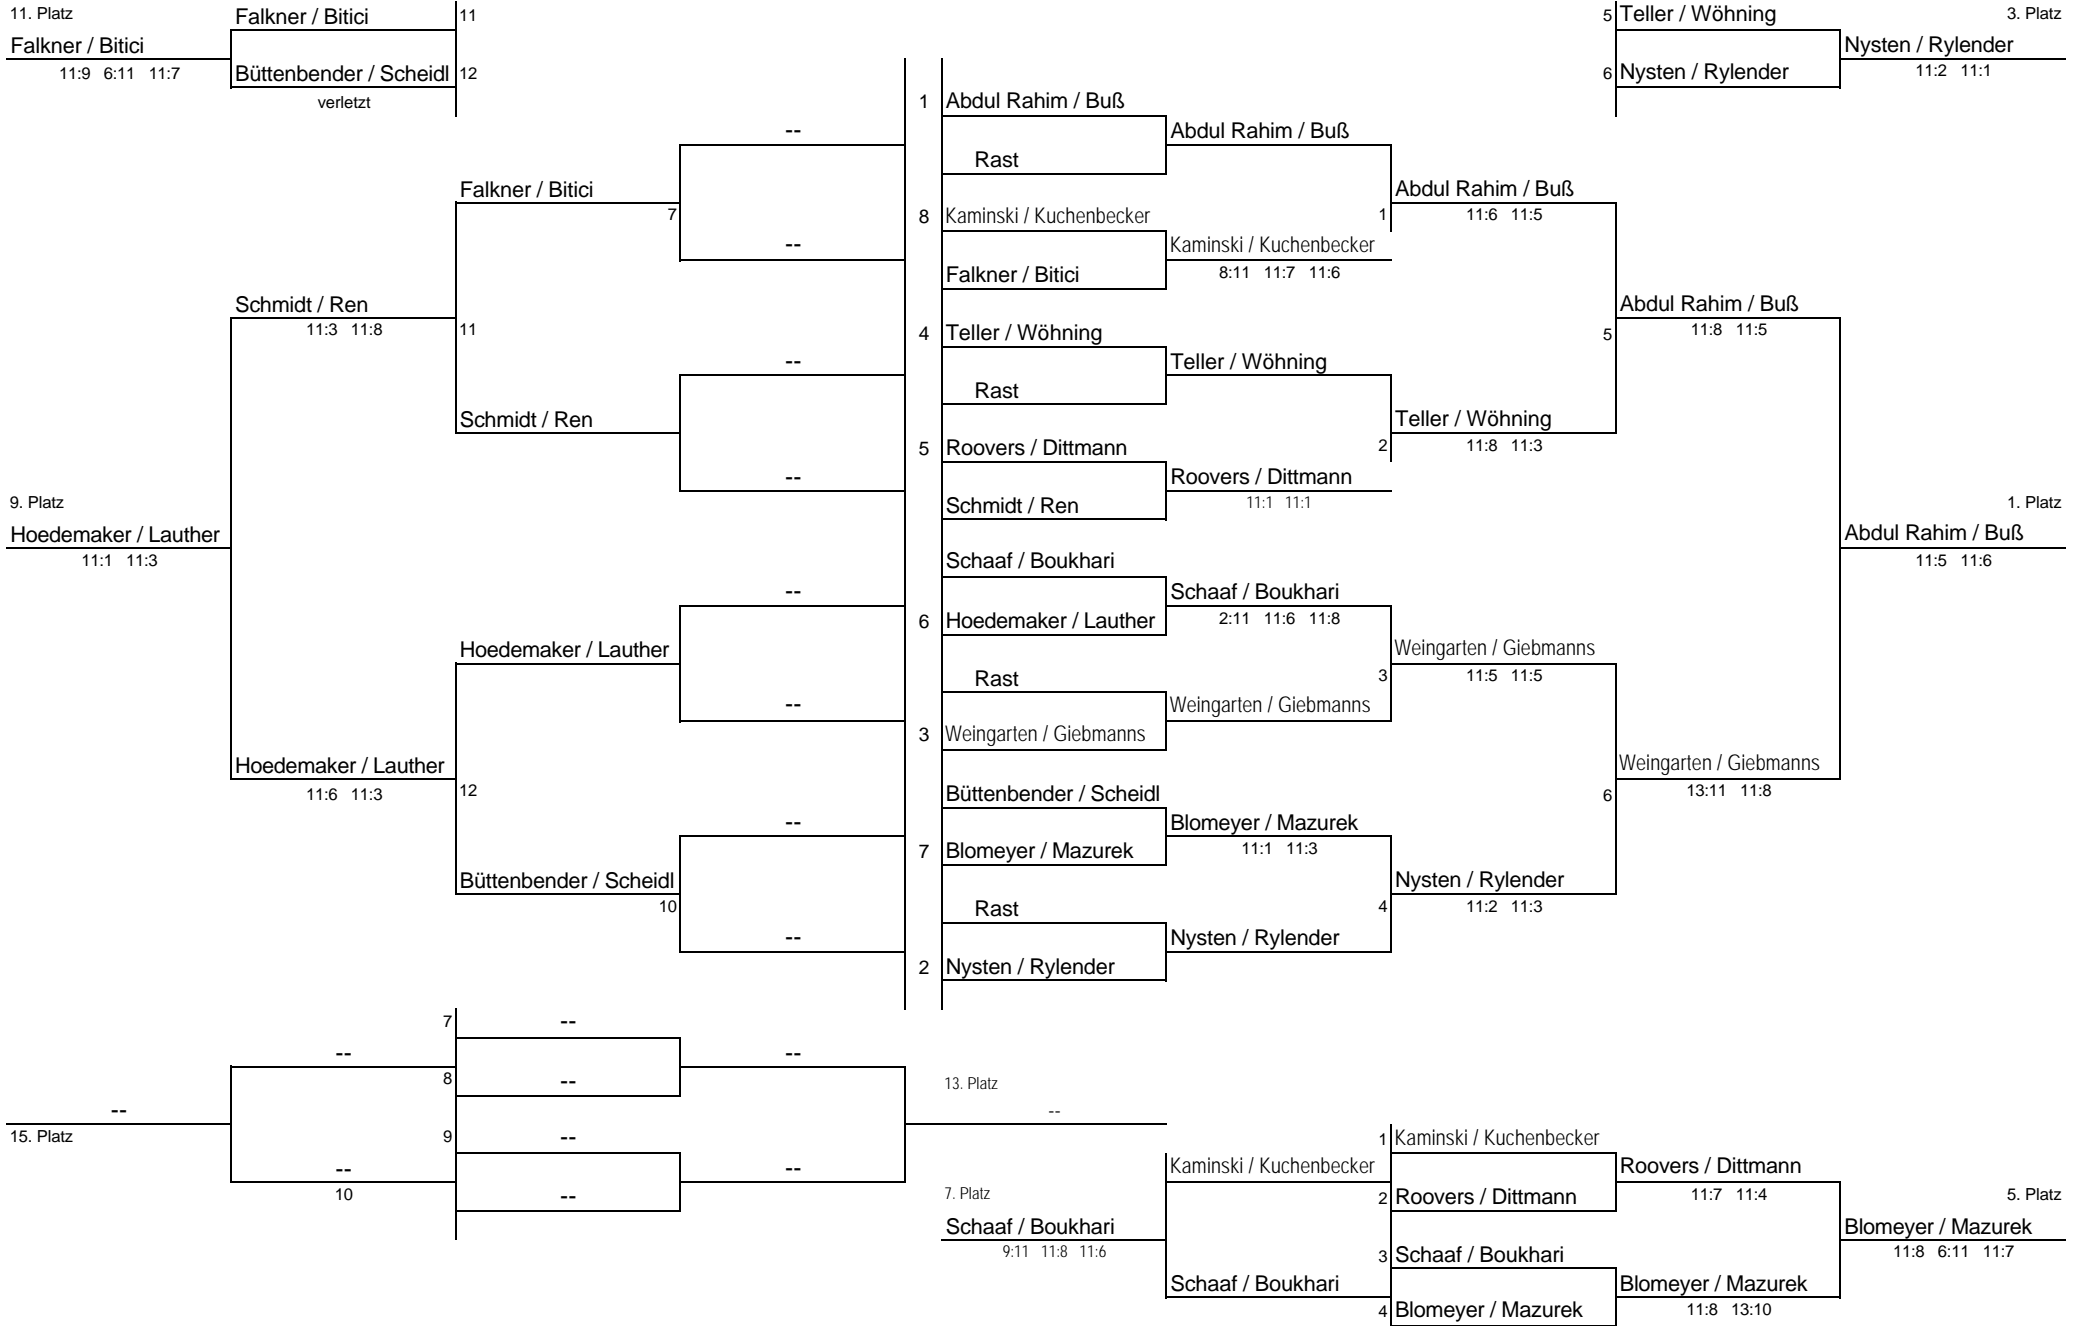 11. Platz
Falkner / Bitici 11
Falkner / Bitici
11:9 6:11 11:7
Büttenbender / Scheidl 12
verletzt
5 Teller / Wöhning
3. Platz
Nysten / Rylender
6 Nysten / Rylender
11:2 11:1
1 Abdul Rahim / Buß
--
Abdul Rahim / Buß
Rast
Falkner / Bitici
7
Abdul Rahim / Buß
11:6 11:5
8 Kaminski / Kuchenbecker
1
--
Kaminski / Kuchenbecker
8:11 11:7 11:6
Falkner / Bitici
Schmidt / Ren
11:3 11:8
11
Abdul Rahim / Buß
11:8 11:5
5
4 Teller / Wöhning
--
Teller / Wöhning
Rast
Schmidt / Ren
Teller / Wöhning
11:8 11:3
2
5 Roovers / Dittmann
--
Roovers / Dittmann
11:1 11:1
Schmidt / Ren
9. Platz
Hoedemaker / Lauther
11:1 11:3
1. Platz
Abdul Rahim / Buß
11:5 11:6
Schaaf / Boukhari
--
Schaaf / Boukhari
2:11 11:6 11:8
6 Hoedemaker / Lauther
Hoedemaker / Lauther
Weingarten / Giebmanns
11:5 11:5
3
Rast
--
Weingarten / Giebmanns
3 Weingarten / Giebmanns
Hoedemaker / Lauther
11:6 11:3
12
Weingarten / Giebmanns
13:11 11:8
6
Büttenbender / Scheidl
--
Blomeyer / Mazurek
11:1 11:3
7 Blomeyer / Mazurek
Büttenbender / Scheidl
10
Nysten / Rylender
11:2 11:3
4
Rast
--
Nysten / Rylender
2 Nysten / Rylender
7 --
--
--
8 --
13. Platz
--
--
15. Platz
9 --
--
10
--
--
1 Kaminski / Kuchenbecker
Kaminski / Kuchenbecker
Roovers / Dittmann
11:7 11:4
2 Roovers / Dittmann
7. Platz
Schaaf / Boukhari
9:11 11:8 11:6
5. Platz
Blomeyer / Mazurek
11:8 6:11 11:7
3 Schaaf / Boukhari
Schaaf / Boukhari
Blomeyer / Mazurek
11:8 13:10
4 Blomeyer / Mazurek